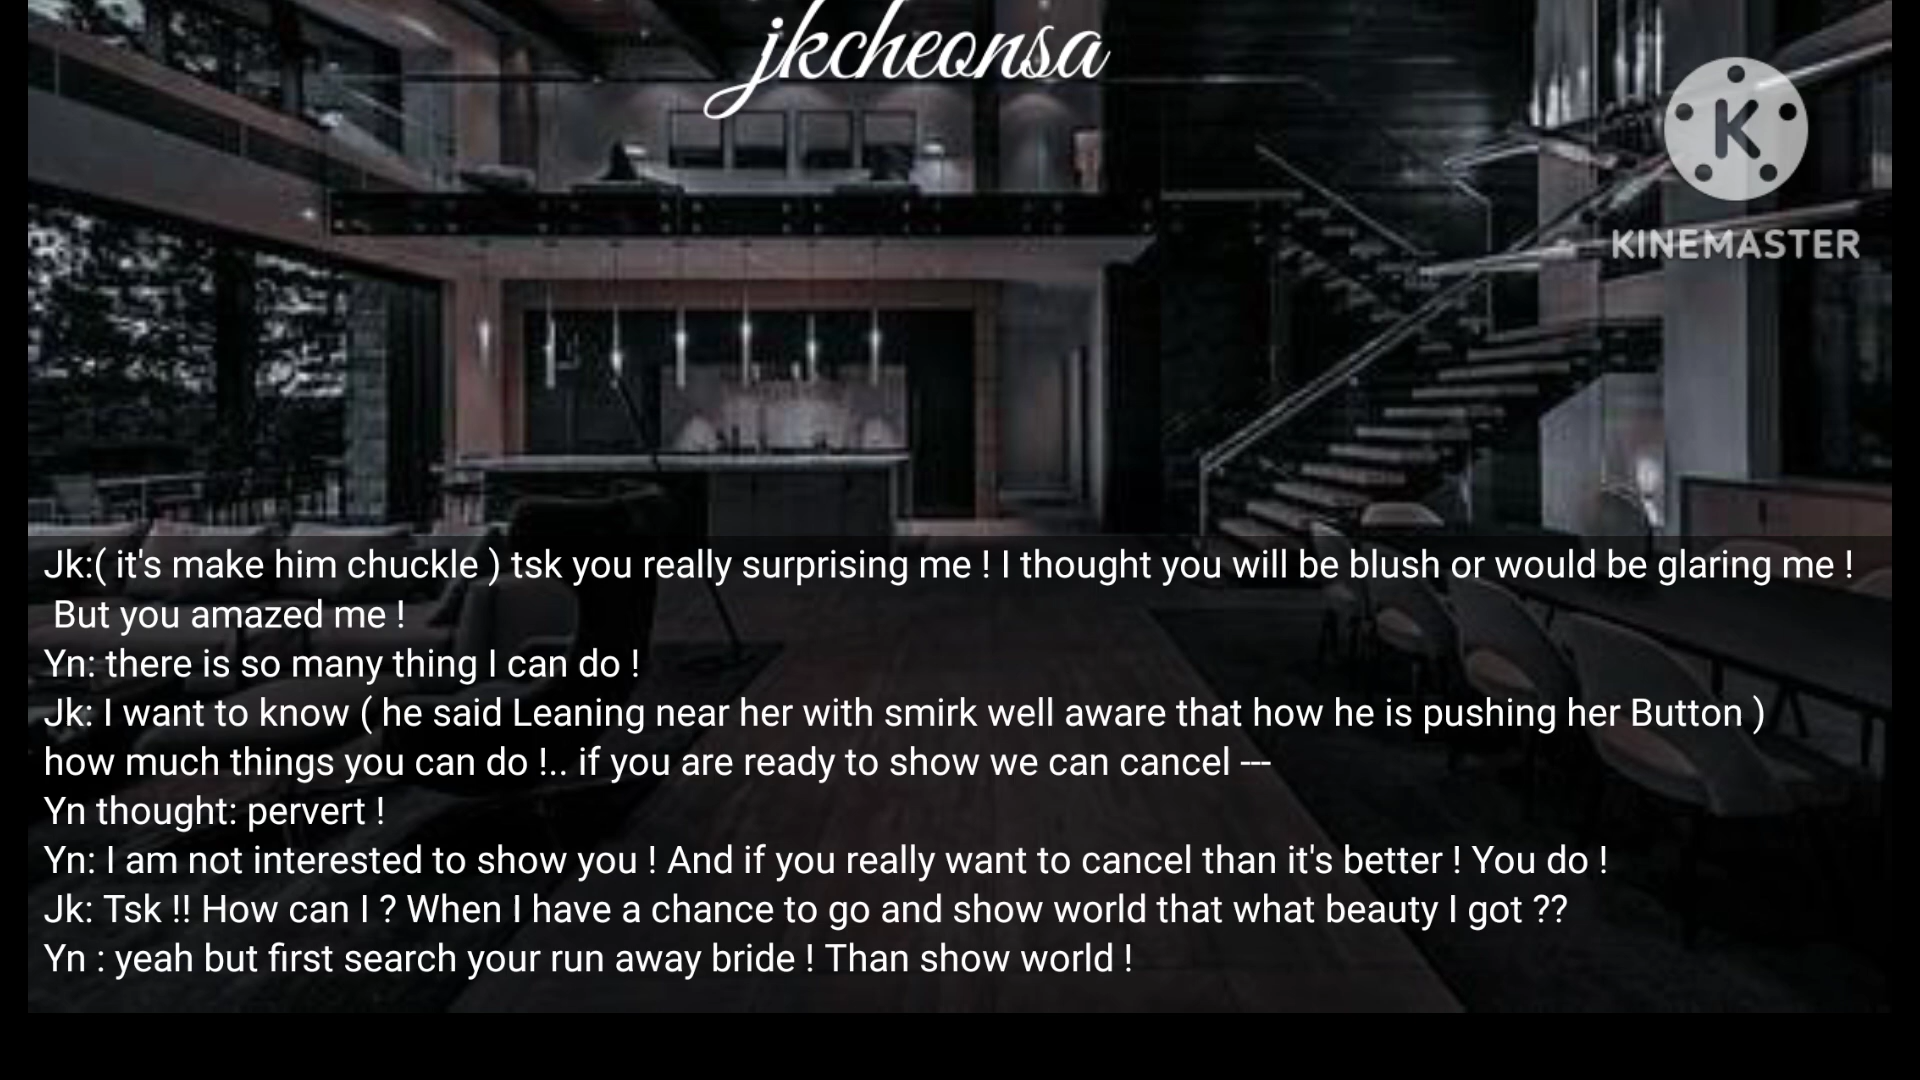 jkcheonsa
K
KINEMASTER
Jk:( it's make him chuckle ) tsk you really surprising me ! I thought you will be blush or would be glaring me !
But you amazed me !
Yn: there is so many thing I can do !
Jk: I want to know ( he said Leaning near her with smirk well aware that how he is pushing her Button )
how much things you can do !.. if you are ready to show we can cancel ---
Yn thought: pervert !
Yn: I am not interested to show you ! And if you really want to cancel than it's better ! You do !
Jk: Tsk !! How can I ? When I have a chance to go and show world that what beauty I got ??
Yn : yeah but first search your run away bride ! Than show world !